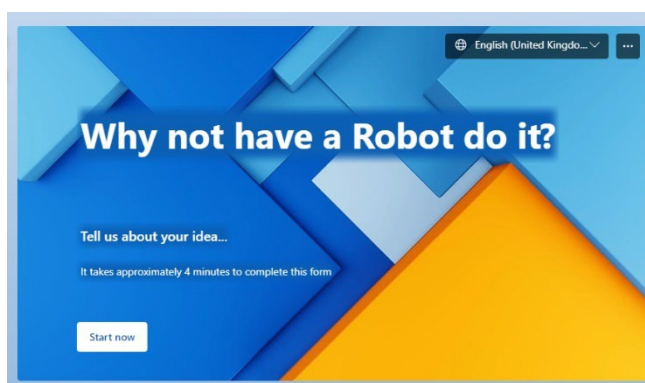 English (United Kingdo...
...
Why not have a Robot do it?
Tell us about your idea...
It takes approximately 4 minutes to complete this form
Start now